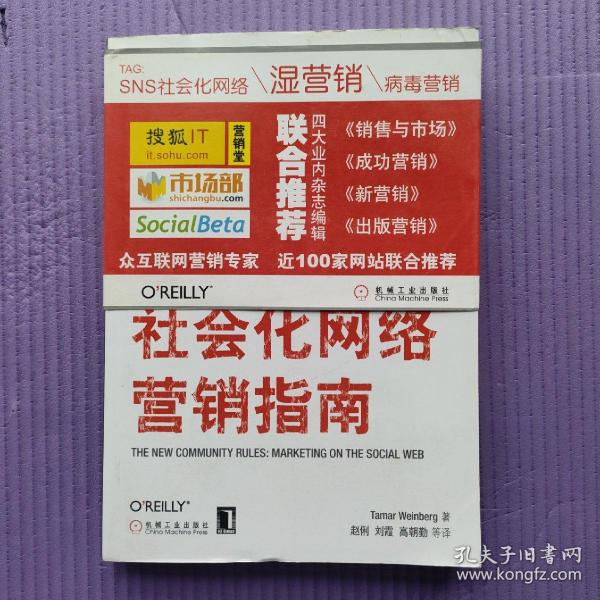 TAG:
SNS社会化网络\湿营销\病毒营销
搜狐IT
it.sohu.com
营销堂
市场部
shichangbu.com
SocialBeta
联合推荐
四大业内杂志编辑
《销售与市场》
《成功营销》
《新营销》
《出版营销》
众互联网营销专家 近100家网站联合推荐
O'REILLY®
机械工业出版社
China Machine Press
社会化网络
营销指南
THE NEW COMMUNITY RULES: MARKETING ON THE SOCIAL WEB
O'REILLY®
机械工业出版社
China Machine Press
Tamar Weinberg 著
赵俐 刘霞 高朝勤 等译
孔夫子旧书网
www.kongfz.com